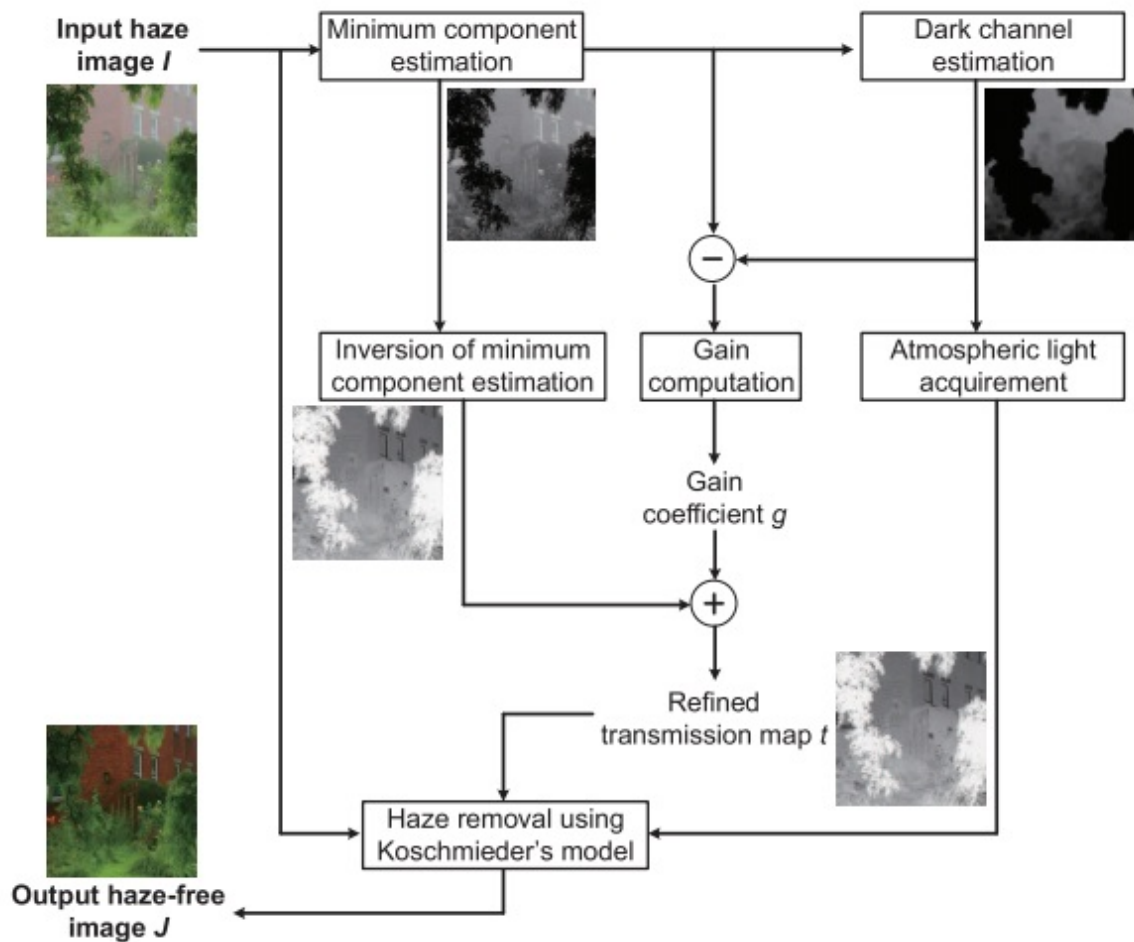 Input haze
image I
Minimum component
estimation
Dark channel
estimation
−
Inversion of minimum
component estimation
Gain
computation
Atmospheric light
acquirement
Gain
coefficient g
+
Refined
transmission map t
Haze removal using
Koschmieder's model
Output haze-free
image J